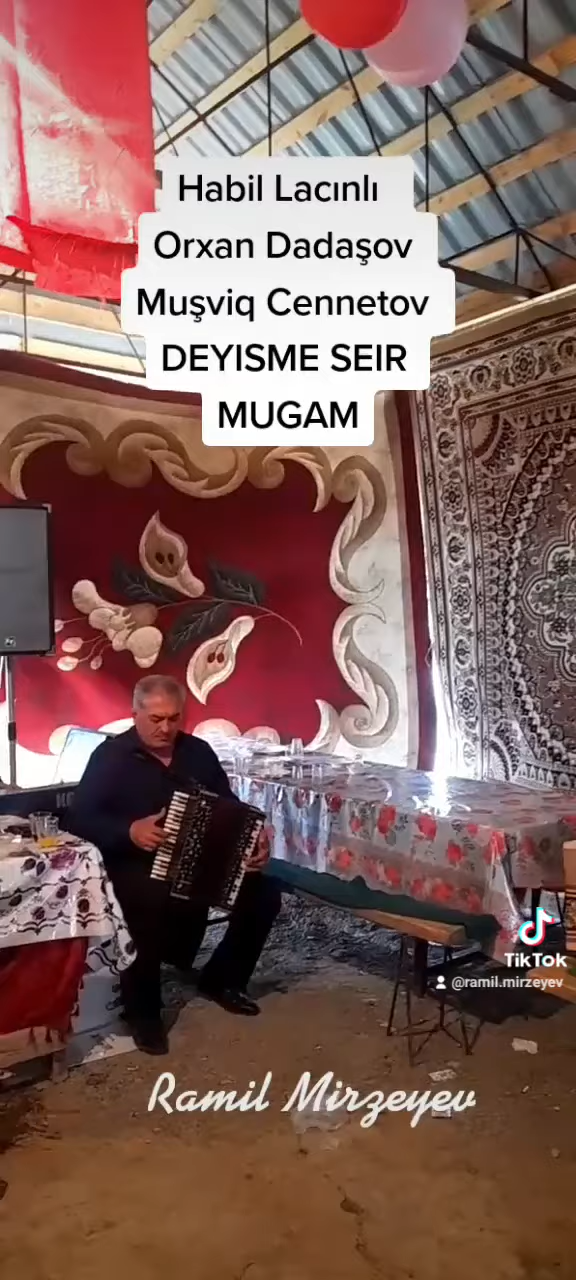 Habil Lacınlı
Orxan Dadaşov
Muşviq Cennetov
DEYISME SEIR
MUGAM
TikTok
@ramil.mirzeyev
Ramil Mirzeyev